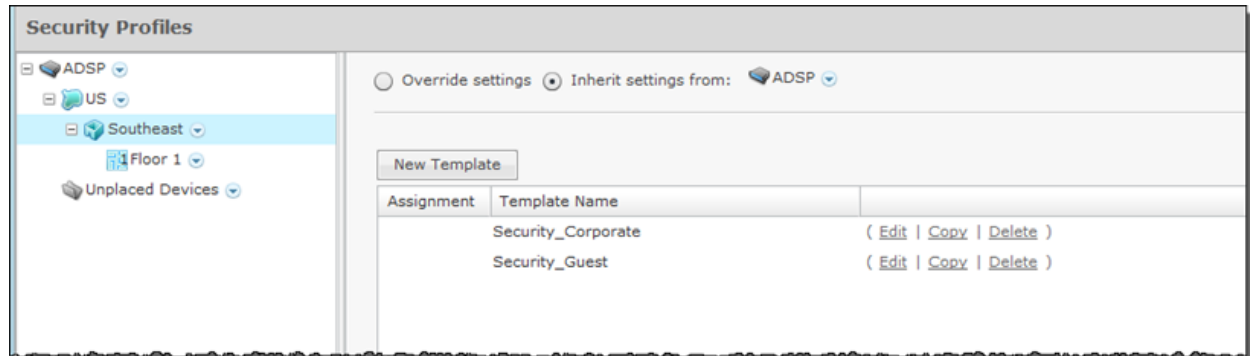 Security Profiles
ADSP
US
Southeast
1 Floor 1
Unplaced Devices
Override settings Inherit settings from: ADSP
New Template
Assignment Template Name
Security_Corporate ( Edit | Copy | Delete )
Security_Guest ( Edit | Copy | Delete )